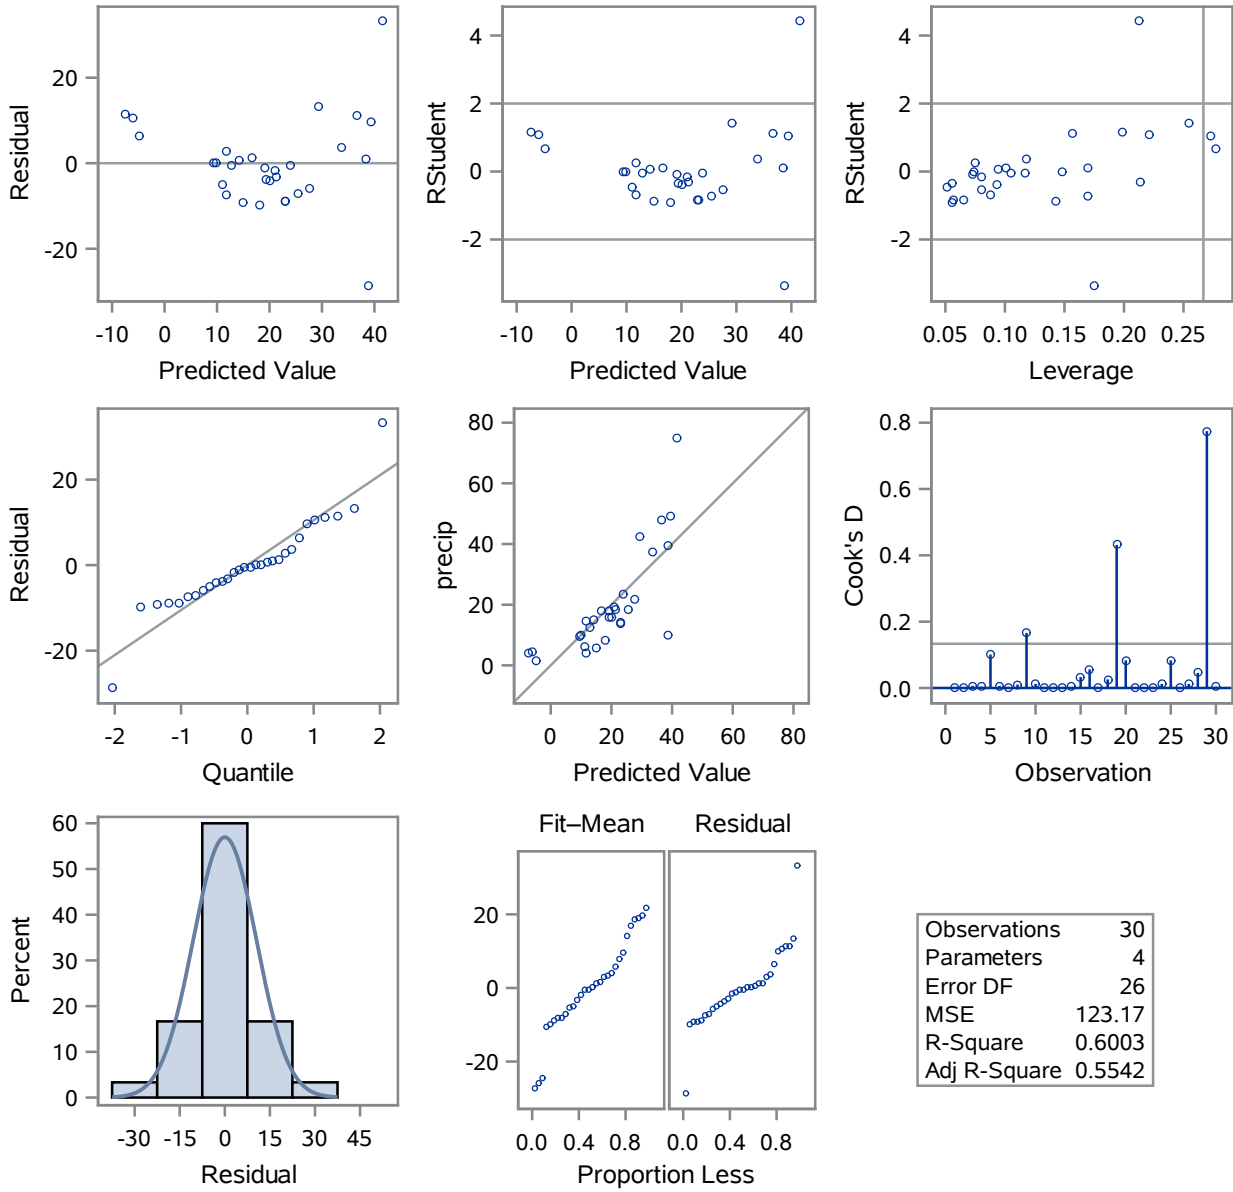 Residual
20
0
-20
-10 0 10 20 30 40
Predicted Value
RStudent
4
2
0
-2
-10 0 10 20 30 40
Predicted Value
RStudent
4
2
0
-2
0.05 0.10 0.15 0.20 0.25
Leverage
Residual
20
0
-20
-2 -1 0 1 2
Quantile
precip
80
60
40
20
0
0 20 40 60 80
Predicted Value
Cook's D
0.8
0.6
0.4
0.2
0.0
0 5 10 15 20 25 30
Observation
Percent
60
50
40
30
20
10
0
-30 -15 0 15 30 45
Residual
Fit–Mean Residual
20
0
-20
0.0 0.4 0.8 0.0 0.4 0.8
Proportion Less
Observations 30
Parameters 4
Error DF 26
MSE 123.17
R-Square 0.6003
Adj R-Square 0.5542